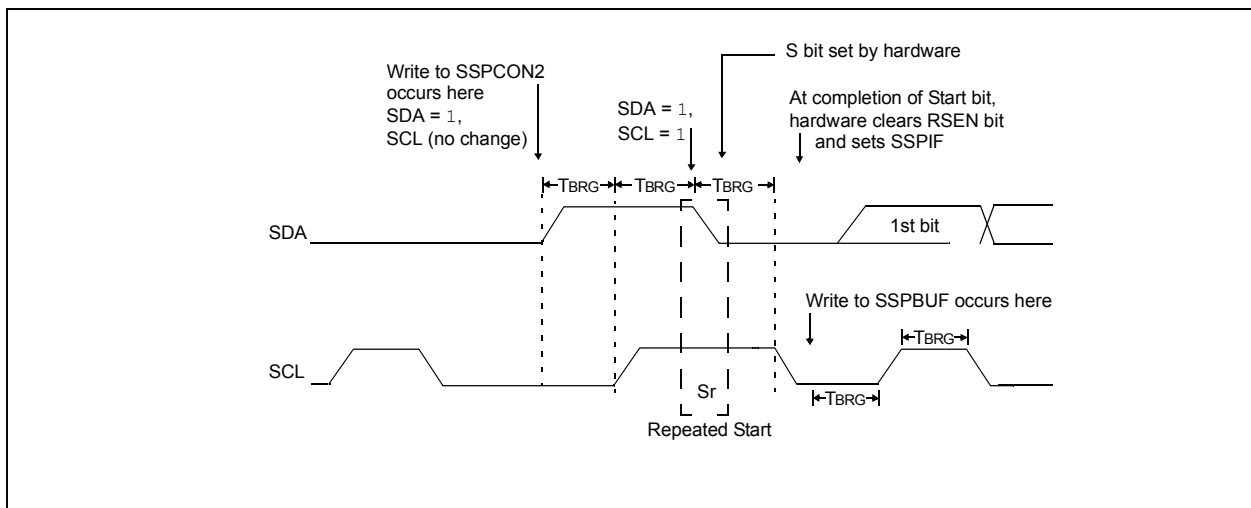 S bit set by hardware
Write to SSPCON2
occurs here
SDA = 1,
SCL (no change)
SDA = 1,
SCL = 1
At completion of Start bit,
hardware clears RSEN bit
and sets SSPIF
TBRG TBRG TBRG
SDA
1st bit
Write to SSPBUF occurs here
TBRG
SCL
Sr
TBRG
Repeated Start